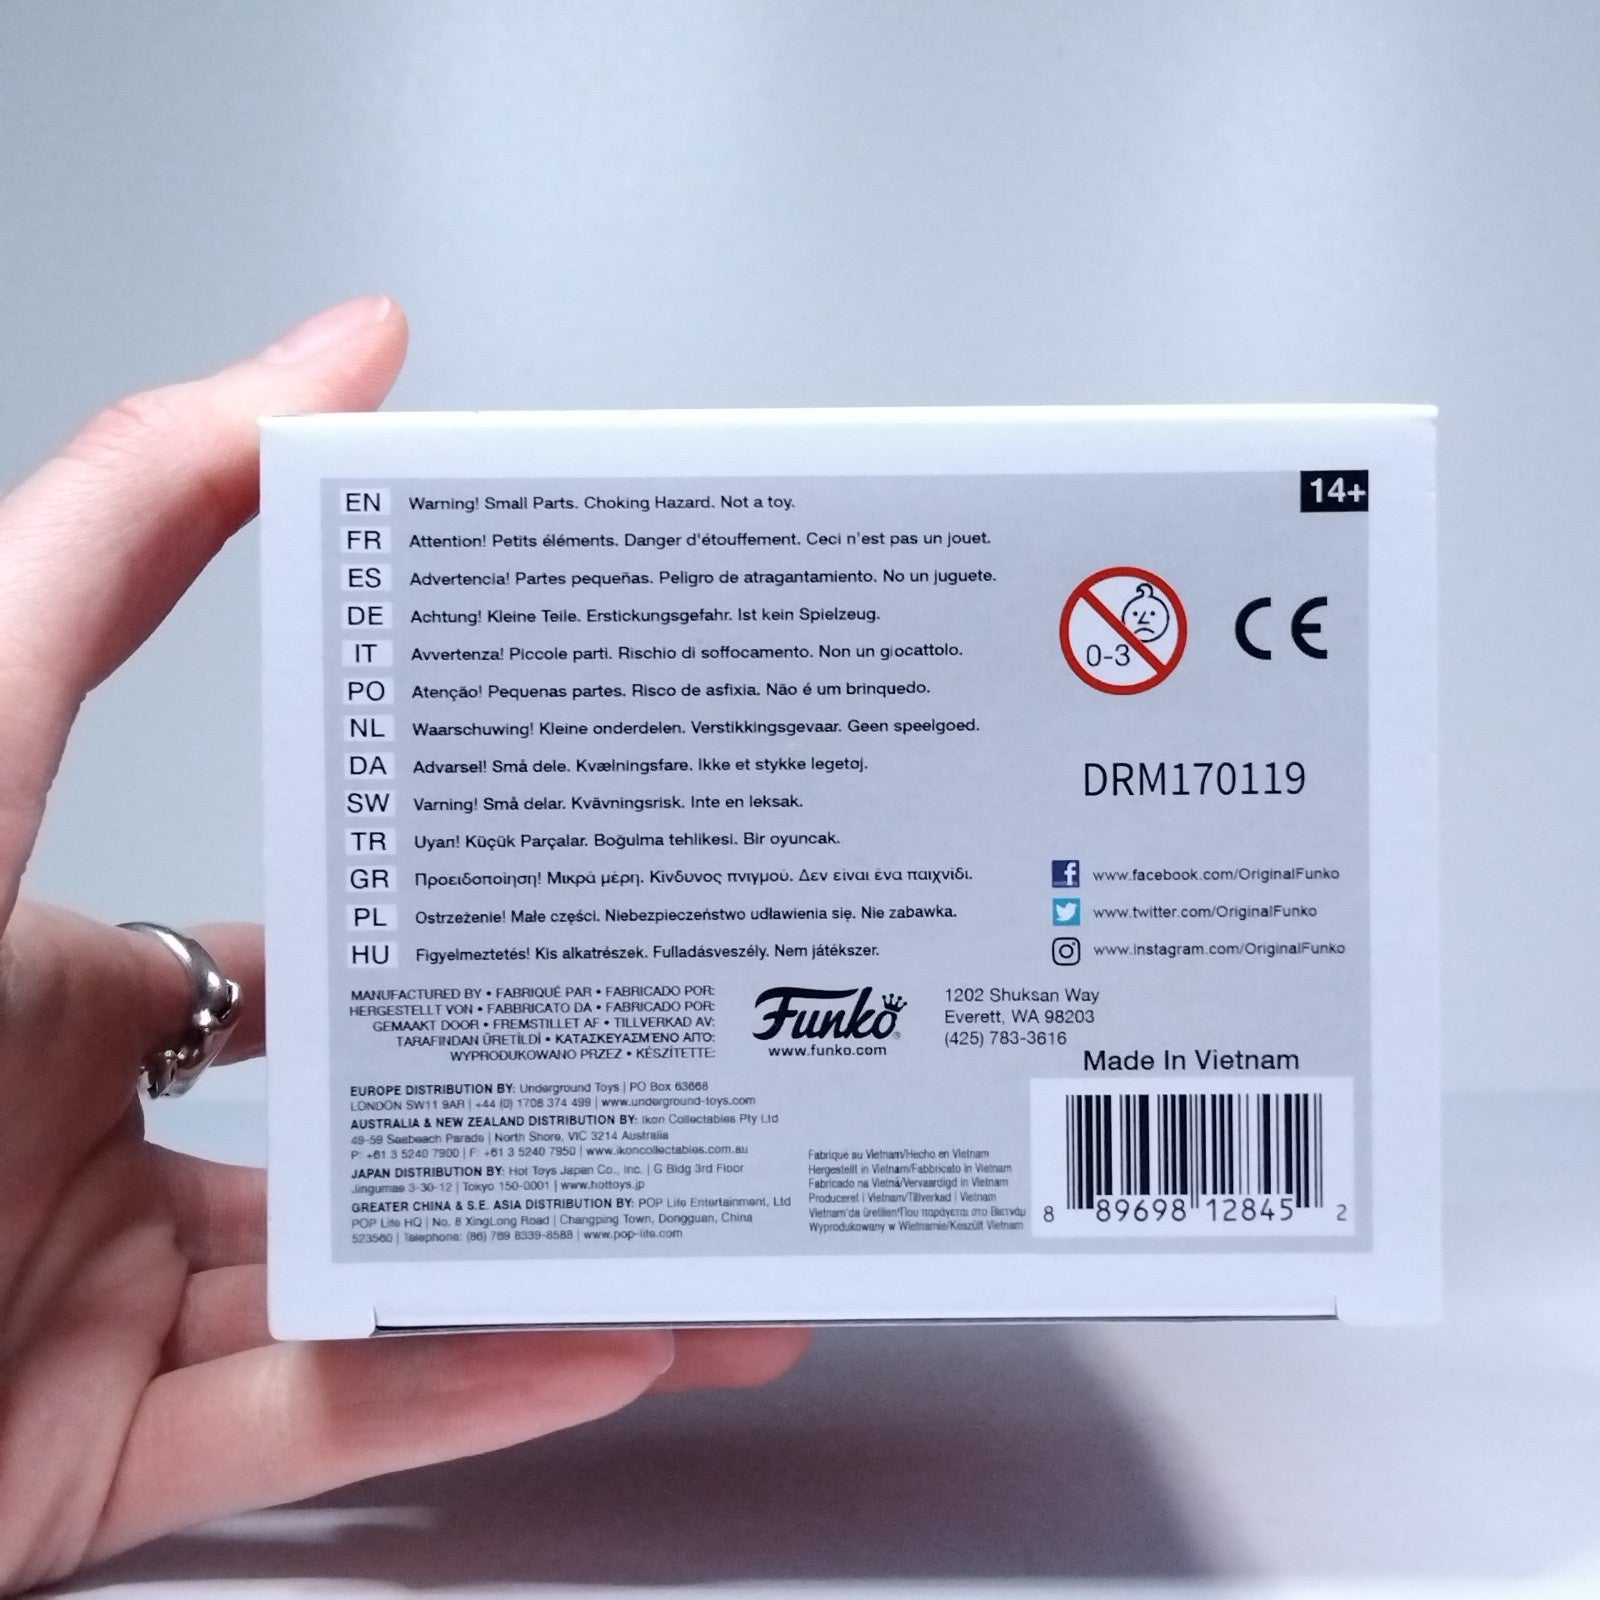 14+
EN Warning! Small Parts. Choking Hazard. Not a toy.
FR Attention! Petits éléments. Danger d'étouffement. Ceci n'est pas un jouet.
ES Advertencia! Partes pequeñas. Peligro de atragantamiento. No un juguete.
DE Achtung! Kleine Teile. Erstickungsgefahr. Ist kein Spielzeug.
IT Avvertenza! Piccole parti. Rischio di soffocamento. Non un giocattolo.
PO Atenção! Pequenas partes. Risco de asfixia. Não é um brinquedo.
NL Waarschuwing! Kleine onderdelen. Verstikkingsgevaar. Geen speelgoed.
DA Advarsel! Små dele. Kvælningsfare. Ikke et stykke legetøj.
SW Varning! Små delar. Kvävningsrisk. Inte en leksak.
TR Uyarı! Küçük Parçalar. Boğulma tehlikesi. Bir oyuncak.
GR Προειδοποίηση! Μικρά μέρη. Κίνδυνος πνιγμού. Δεν είναι ένα παιχνίδι.
PL Ostrzeżenie! Małe części. Niebezpieczeństwo udławienia się. Nie zabawka.
HU Figyelmeztetés! Kis alkatrészek. Fulladásveszély. Nem játékszer.
0-3
CE
DRM170119
www.facebook.com/OriginalFunko
www.twitter.com/OriginalFunko
www.instagram.com/OriginalFunko
MANUFACTURED BY • FABRIQUÉ PAR • FABRICADO POR:
HERGESTELLT VON • FABBRICATO DA • FABRICADO POR:
GEMAAKT DOOR • FREMSTILLET AF • TILLVERKAD AV:
TARAFINDAN ÜRETİLDİ • ΚΑΤΑΣΚΕΥΑΣΜΈΝΟ ΑΠΌ:
WYPRODUKOWANO PRZEZ • KÉSZÍTETTE:
Funko®
www.funko.com
1202 Shuksan Way
Everett, WA 98203
(425) 783-3616
Made In Vietnam
EUROPE DISTRIBUTION BY: Underground Toys | PO Box 63668
LONDON SW11 9AR | +44 (0) 1708 374 499 | www.underground-toys.com
AUSTRALIA & NEW ZEALAND DISTRIBUTION BY: Ikon Collectables Pty Ltd
49-59 Seabeach Parade | North Shore, VIC 3214 Australia
P: +61 3 5240 7900 | F: +61 3 5240 7950 | www.ikoncollectables.com.au
JAPAN DISTRIBUTION BY: Hot Toys Japan Co., Inc. | G Bldg 3rd Floor
Jingumae 3-30-12 | Tokyo 150-0001 | www.hottoys.jp
GREATER CHINA & S.E. ASIA DISTRIBUTION BY: POP Life Entertainment, Ltd
POP Life HQ | No. 8 XingLong Road | Changping Town, Dongguan, China
523560 | Telephone: (86) 769 8339-8588 | www.pop-life.com
Fabriqué au Vietnam/Hecho en Vietnam
Hergestellt in Vietnam/Fabbricato in Vietnam
Fabricado na Vietnã/Vervaardigd in Vietnam
Produceret i Vietnam/Tillverkad i Vietnam
Vietnam'da üretilen/Που παράγεται στο Βιετνάμ
Wyprodukowany w Wietnamie/Készült Vietnam
8 89698 12845 2